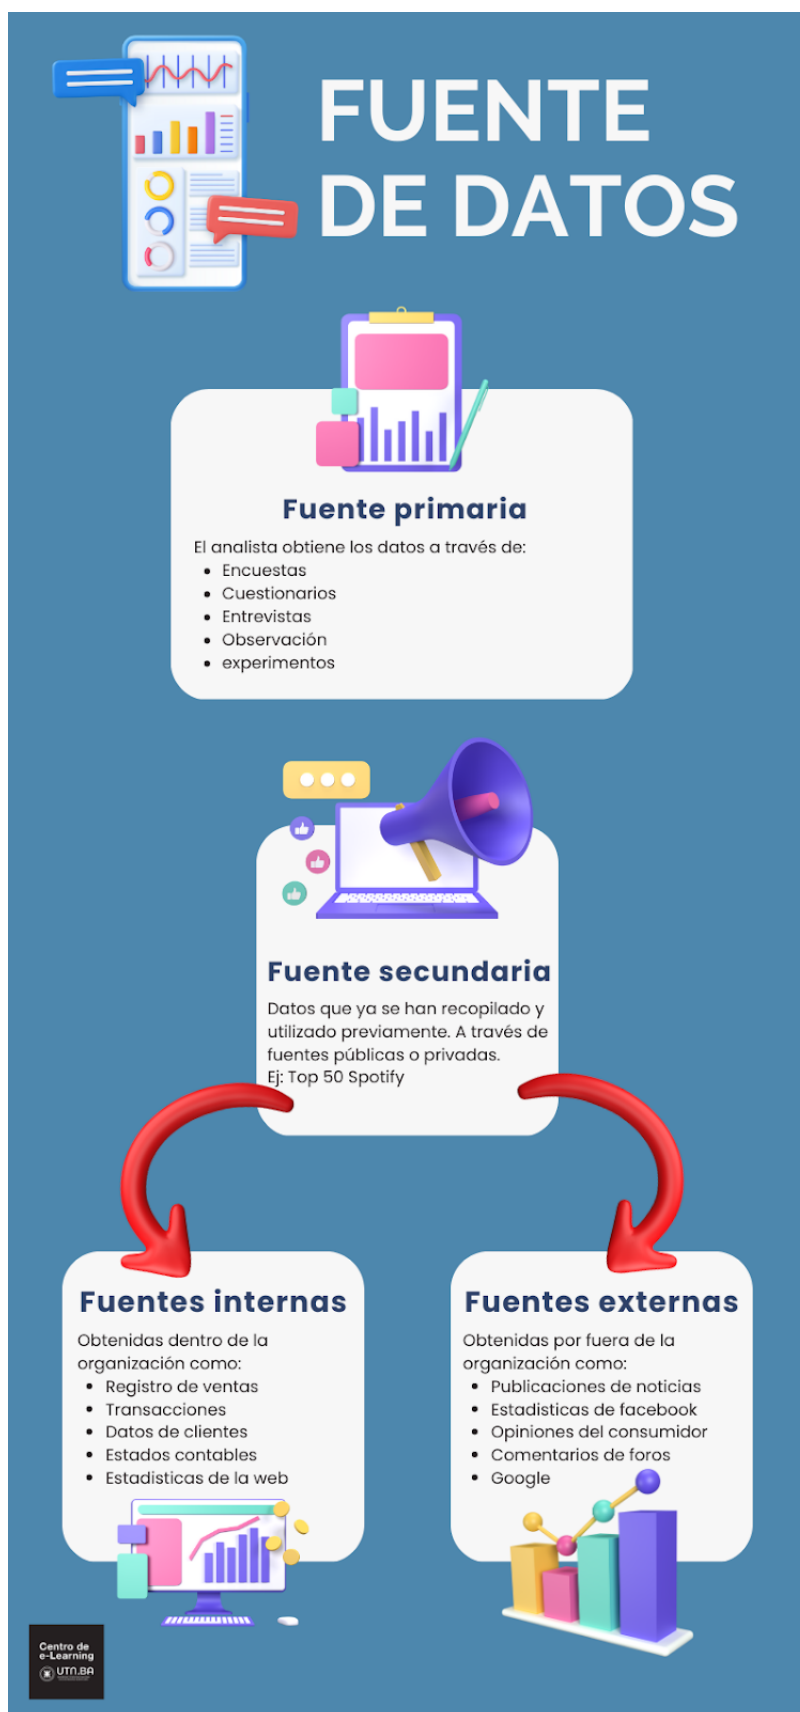 FUENTE
DE DATOS
Fuente primaria
El analista obtiene los datos a través de:
• Encuestas
• Cuestionarios
• Entrevistas
• Observación
• experimentos
Fuente secundaria
Datos que ya se han recopilado y
utilizado previamente. A través de
fuentes públicas o privadas.
Ej: Top 50 Spotify
Fuentes internas
Obtenidas dentro de la
organización como:
• Registro de ventas
• Transacciones
• Datos de clientes
• Estados contables
• Estadisticas de la web
Fuentes externas
Obtenidas por fuera de la
organización como:
• Publicaciones de noticias
• Estadisticas de facebook
• Opiniones del consumidor
• Comentarios de foros
• Google
Centro de
e-Learning
UTN.BA